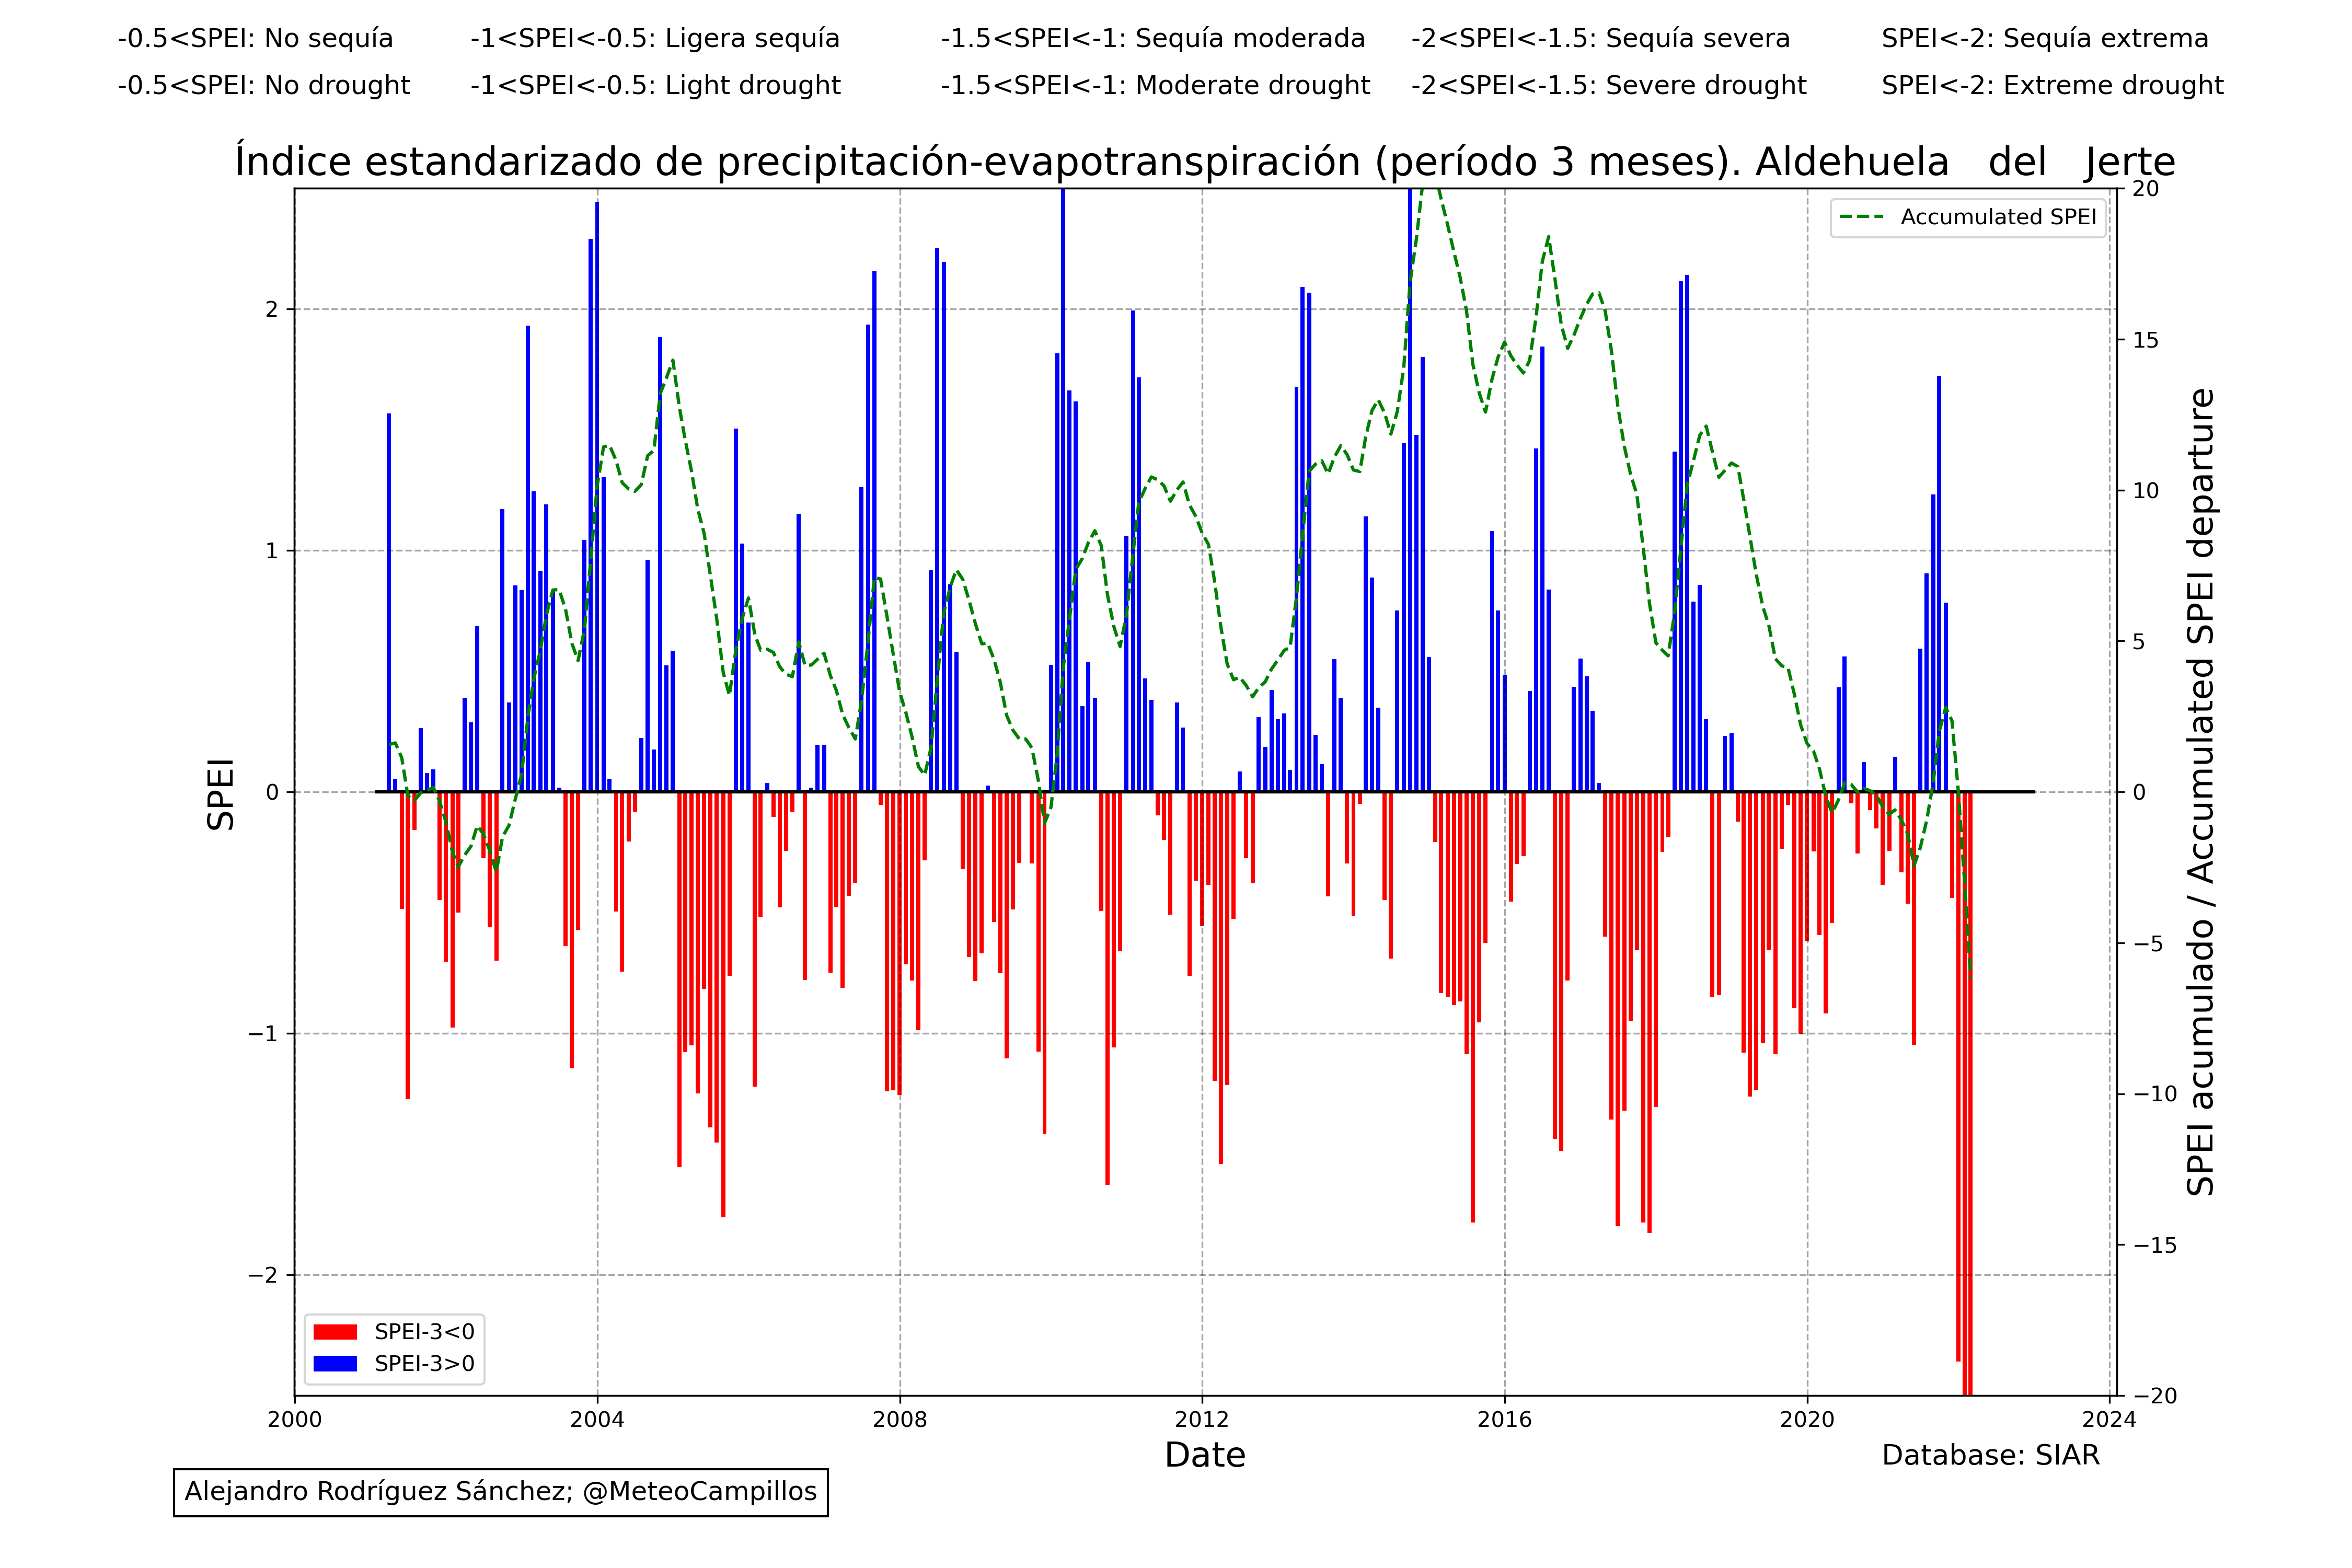 -0.5<SPEI: No sequía -1<SPEI<-0.5: Ligera sequía -1.5<SPEI<-1: Sequía moderada -2<SPEI<-1.5: Sequía severa SPEI<-2: Sequía extrema
-0.5<SPEI: No drought -1<SPEI<-0.5: Light drought -1.5<SPEI<-1: Moderate drought -2<SPEI<-1.5: Severe drought SPEI<-2: Extreme drought
Índice estandarizado de precipitación-evapotranspiración (período 3 meses). Aldehuela del Jerte
Accumulated SPEI
SPEI
2
1
0
−1
−2
20
15
10
5
0
−5
−10
−15
−20
SPEI acumulado / Accumulated SPEI departure
SPEI-3<0
SPEI-3>0
2000 2004 2008 2012 2016 2020 2024
Date
Database: SIAR
Alejandro Rodríguez Sánchez; @MeteoCampillos